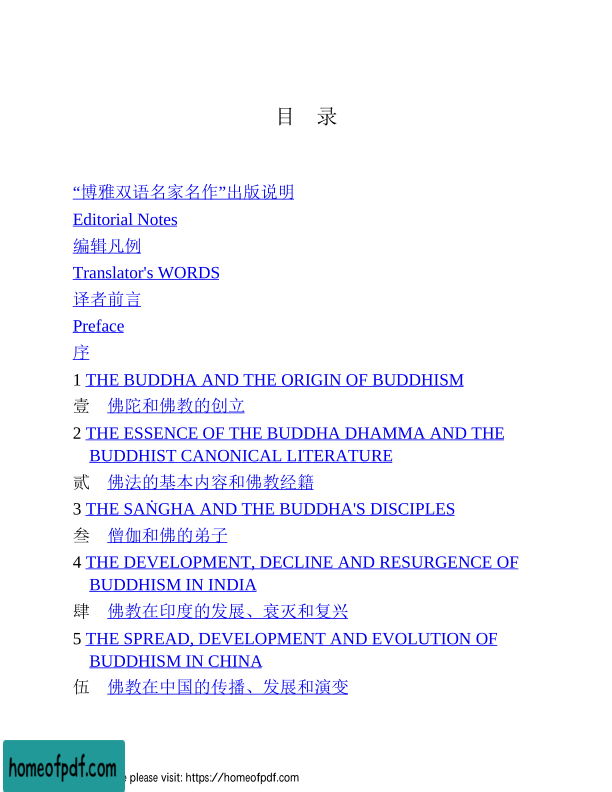 目 录
“博雅双语名家名作”出版说明
Editorial Notes
编辑凡例
Translator's WORDS
译者前言
Preface
序
1 THE BUDDHA AND THE ORIGIN OF BUDDHISM
壹 佛陀和佛教的创立
2 THE ESSENCE OF THE BUDDHA DHAMMA AND THE
BUDDHIST CANONICAL LITERATURE
贰 佛法的基本内容和佛教经籍
3 THE SAṄGHA AND THE BUDDHA'S DISCIPLES
叁 僧伽和佛的弟子
4 THE DEVELOPMENT, DECLINE AND RESURGENCE OF
BUDDHISM IN INDIA
肆 佛教在印度的发展、衰灭和复兴
5 THE SPREAD, DEVELOPMENT AND EVOLUTION OF
BUDDHISM IN CHINA
伍 佛教在中国的传播、发展和演变
homeofpdf.com
please visit: https://homeofpdf.com